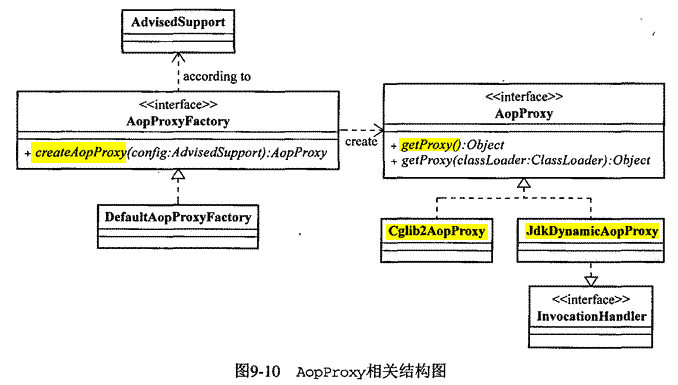 AdvisedSupport
according to
<<interface>>
AopProxyFactory
+ createAopProxy(config:AdvisedSupport):AopProxy
create
<<interface>>
AopProxy
+ getProxy():Object
+ getProxy(classLoader:ClassLoader):Object
DefaultAopProxyFactory
Cglib2AopProxy
JdkDynamicAopProxy
<<interface>>
InvocationHandler
图9-10 AopProxy相关结构图